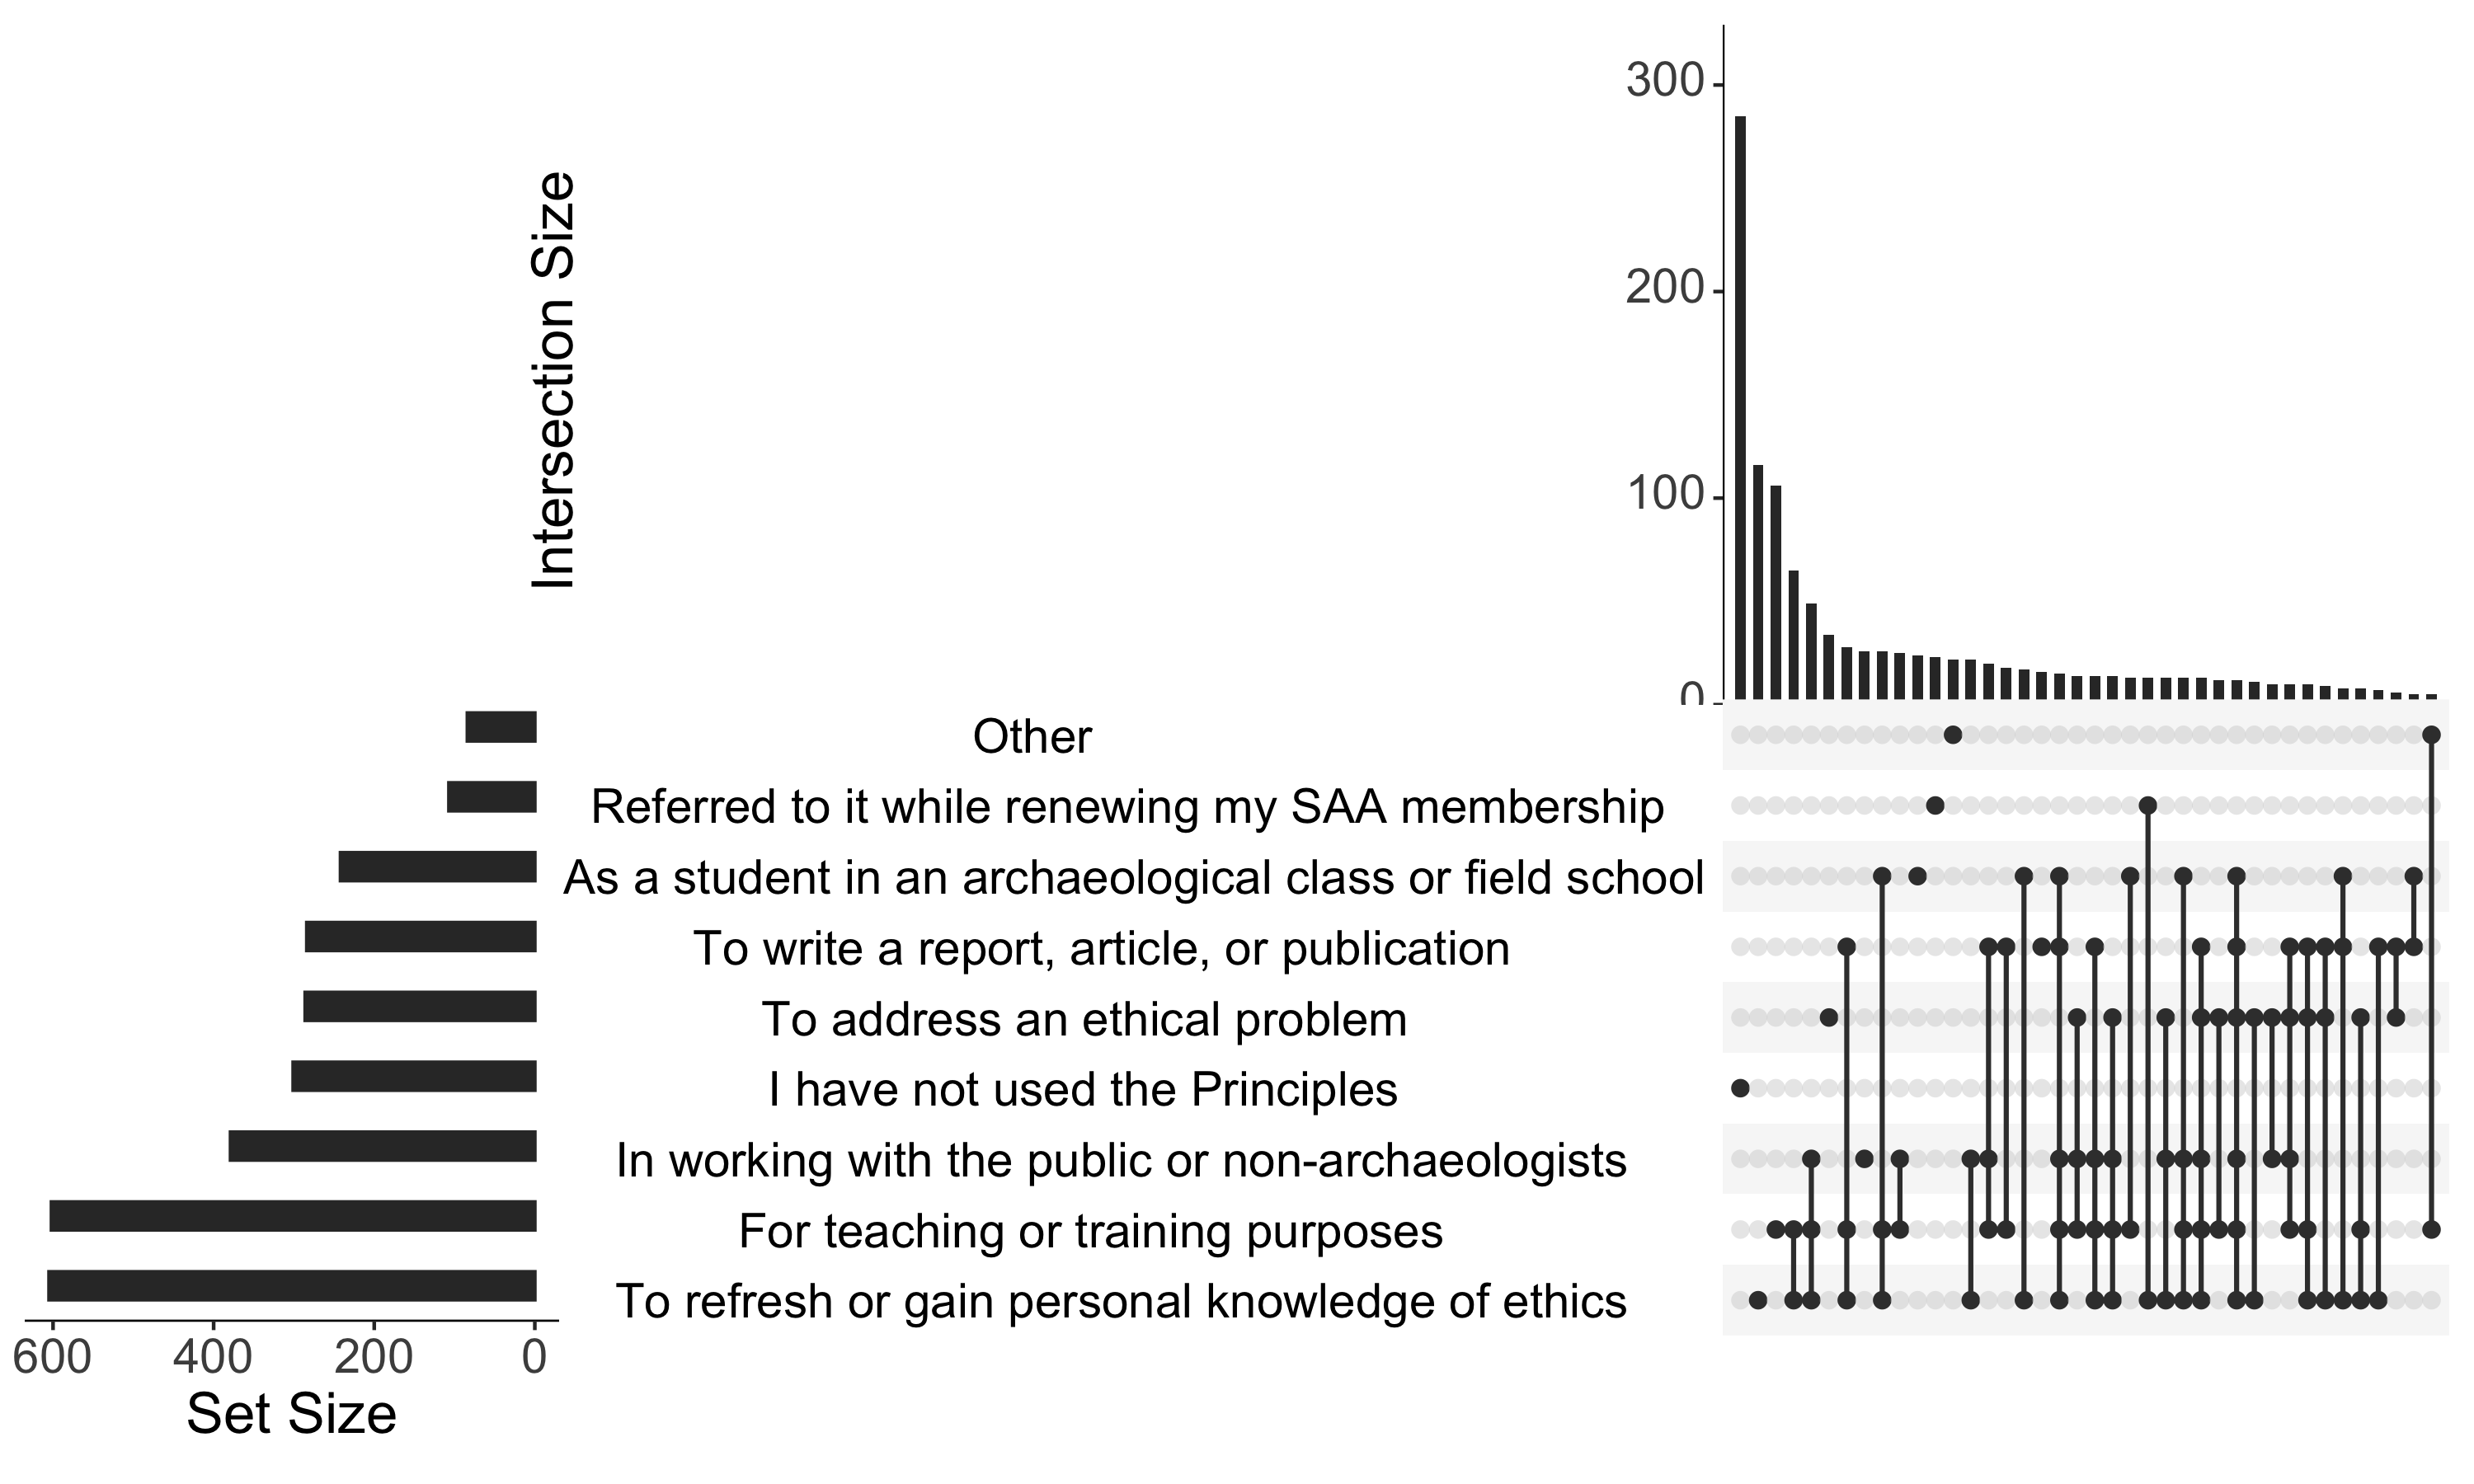 300
200
100
0
Intersection Size
Other
Referred to it while renewing my SAA membership
As a student in an archaeological class or field school
To write a report, article, or publication
To address an ethical problem
I have not used the Principles
In working with the public or non-archaeologists
For teaching or training purposes
To refresh or gain personal knowledge of ethics
600 400 200 0
Set Size